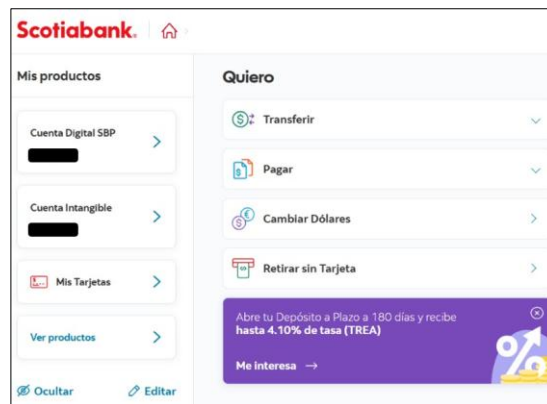 Scotiabank.
Mis productos
Cuenta Digital SBP
Cuenta Intangible
Mis Tarjetas
Ver productos
Ocultar
Editar
Quiero
Transferir
Pagar
Cambiar Dólares
Retirar sin Tarjeta
Abre tu Depósito a Plazo a 180 días y recibe
hasta 4.10% de tasa (TREA)
Me interesa →